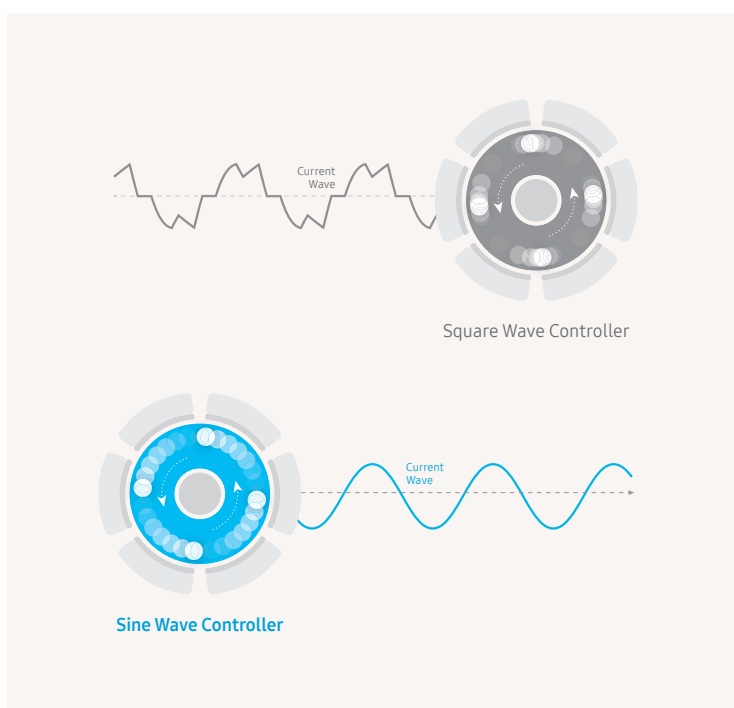 Current
Wave
Square Wave Controller
Current
Wave
Sine Wave Controller